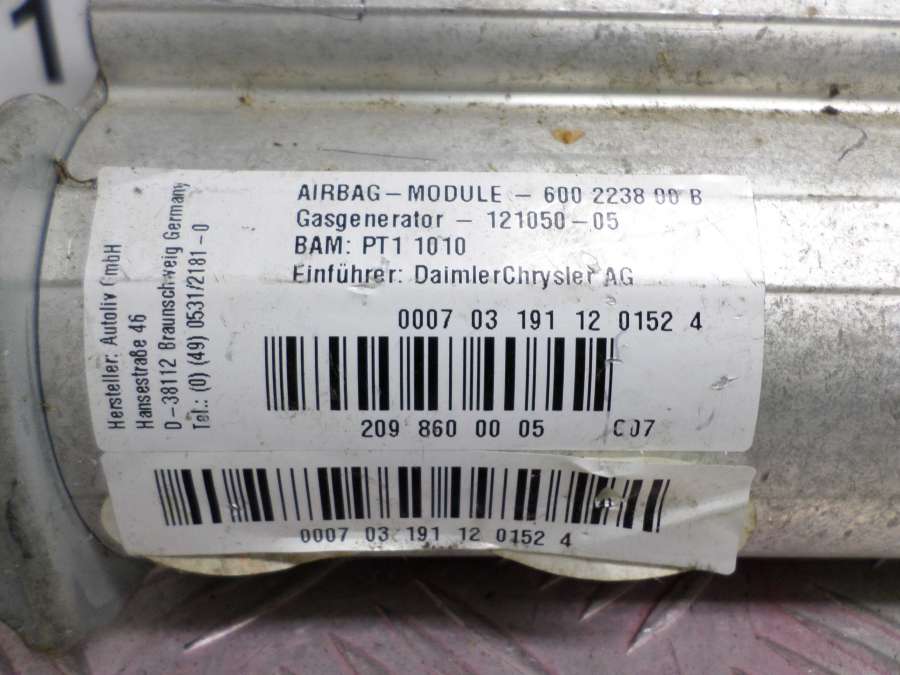 1
AIRBAG-MODULE - 600 2238 00 B
Gasgenerator - 121050-05
BAM: PT1 1010
Einführer: DaimlerChrysler AG
0007 03 191 12 0152 4
209 860 00 05 C07
Hersteller: Autoliv GmbH
Hansestraße 46
D-38112 Braunschweig Germany
Tel.: (0) (49) 0531/2181-0
0007 03 191 12 0152 4